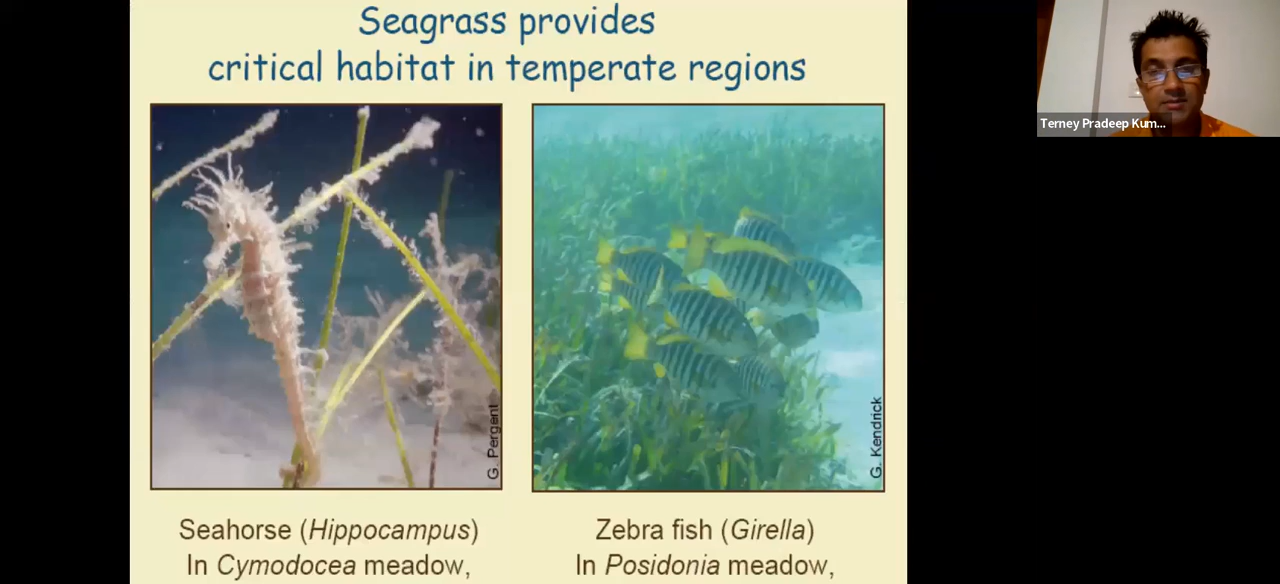 Seagrass provides
critical habitat in temperate regions
Terney Pradeep Kum...
G. Pergent
G. Kendrick
Seahorse (Hippocampus)
In Cymodocea meadow,
Zebra fish (Girella)
In Posidonia meadow,